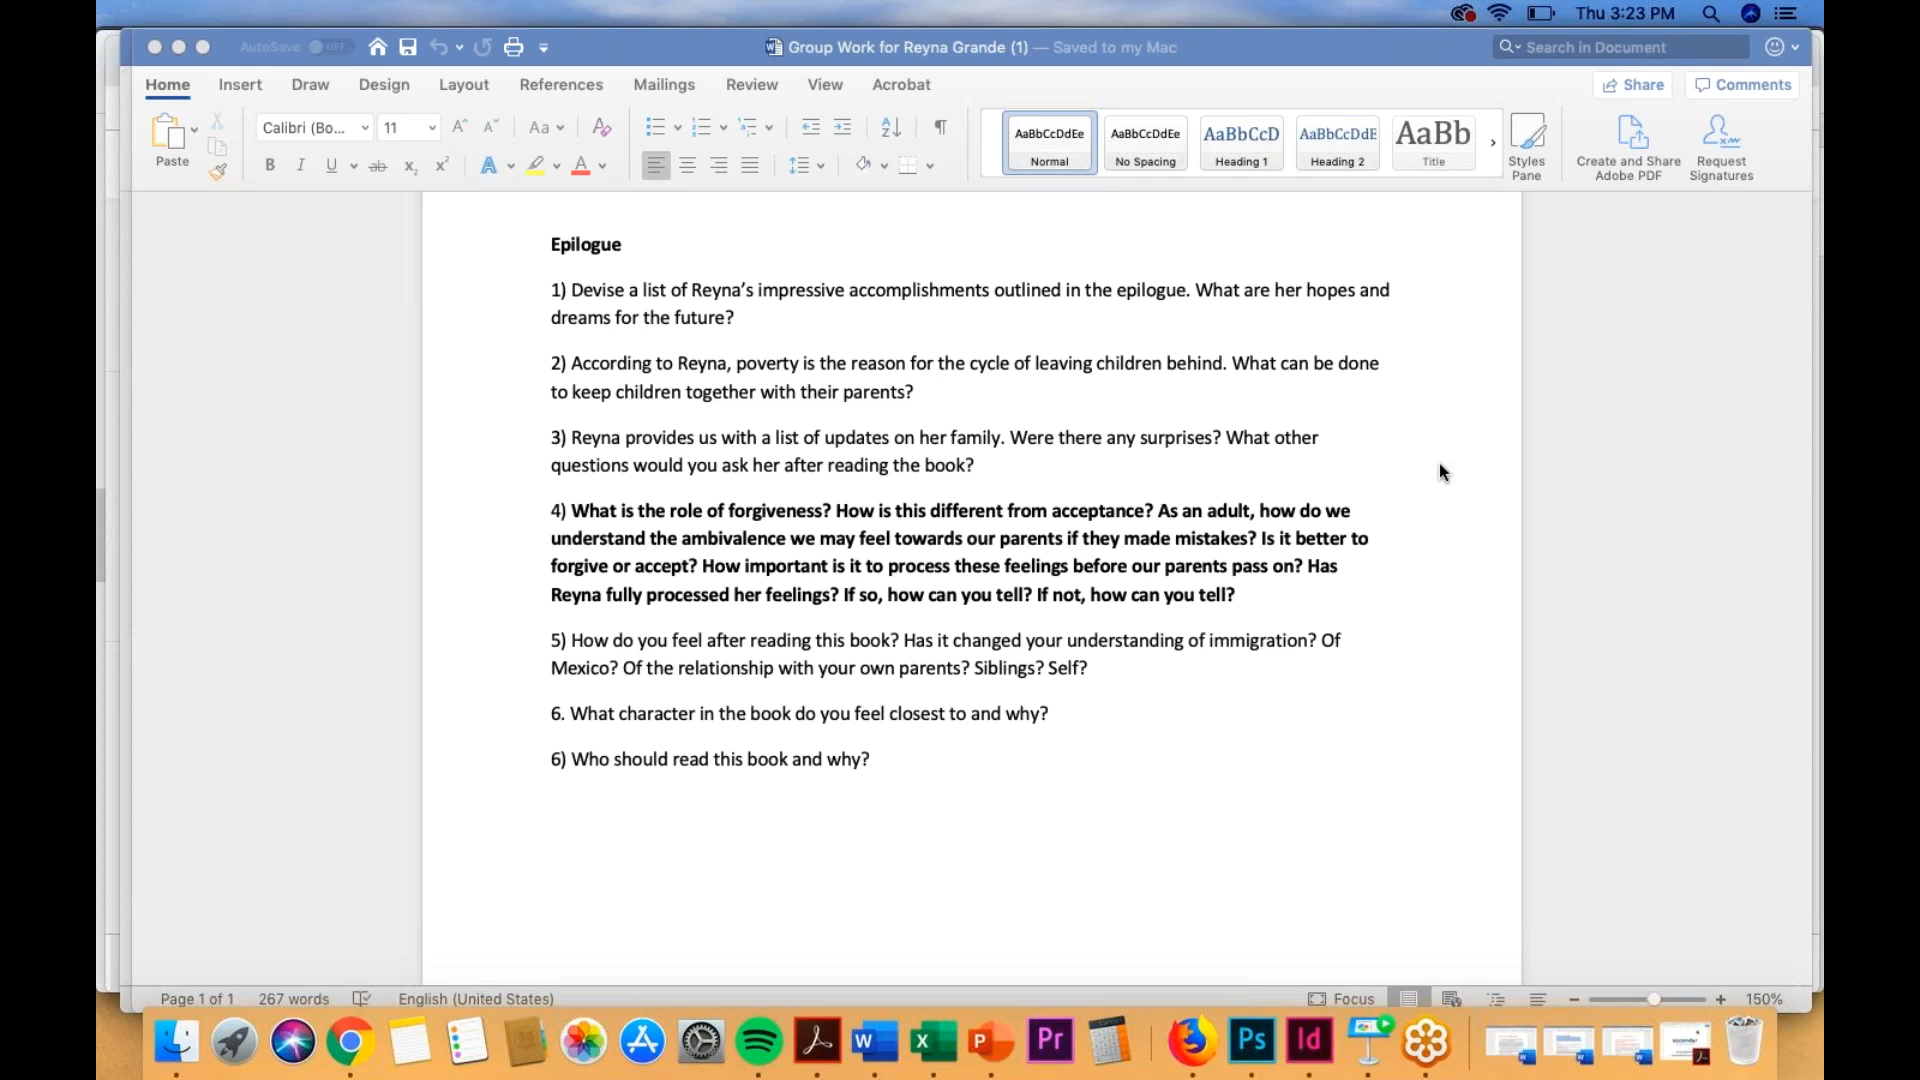 Thu 3:23 PM
AutoSave OFF
Group Work for Reyna Grande (1) — Saved to my Mac
Search in Document
Home Insert Draw Design Layout References Mailings Review View Acrobat
Share Comments
Paste
Calibri (Bo... 11
AaBbCcDdEe AaBbCcDdEe AaBbCcD AaBbCcDdE AaBb
Normal No Spacing Heading 1 Heading 2 Title
Styles Pane
Create and Share Adobe PDF
Request Signatures
Epilogue
1) Devise a list of Reyna’s impressive accomplishments outlined in the epilogue. What are her hopes and
dreams for the future?
2) According to Reyna, poverty is the reason for the cycle of leaving children behind. What can be done
to keep children together with their parents?
3) Reyna provides us with a list of updates on her family. Were there any surprises? What other
questions would you ask her after reading the book?
4) What is the role of forgiveness? How is this different from acceptance? As an adult, how do we
understand the ambivalence we may feel towards our parents if they made mistakes? Is it better to
forgive or accept? How important is it to process these feelings before our parents pass on? Has
Reyna fully processed her feelings? If so, how can you tell? If not, how can you tell?
5) How do you feel after reading this book? Has it changed your understanding of immigration? Of
Mexico? Of the relationship with your own parents? Siblings? Self?
6. What character in the book do you feel closest to and why?
6) Who should read this book and why?
Page 1 of 1 267 words English (United States) Focus 150%
W X P Pr Ps Id